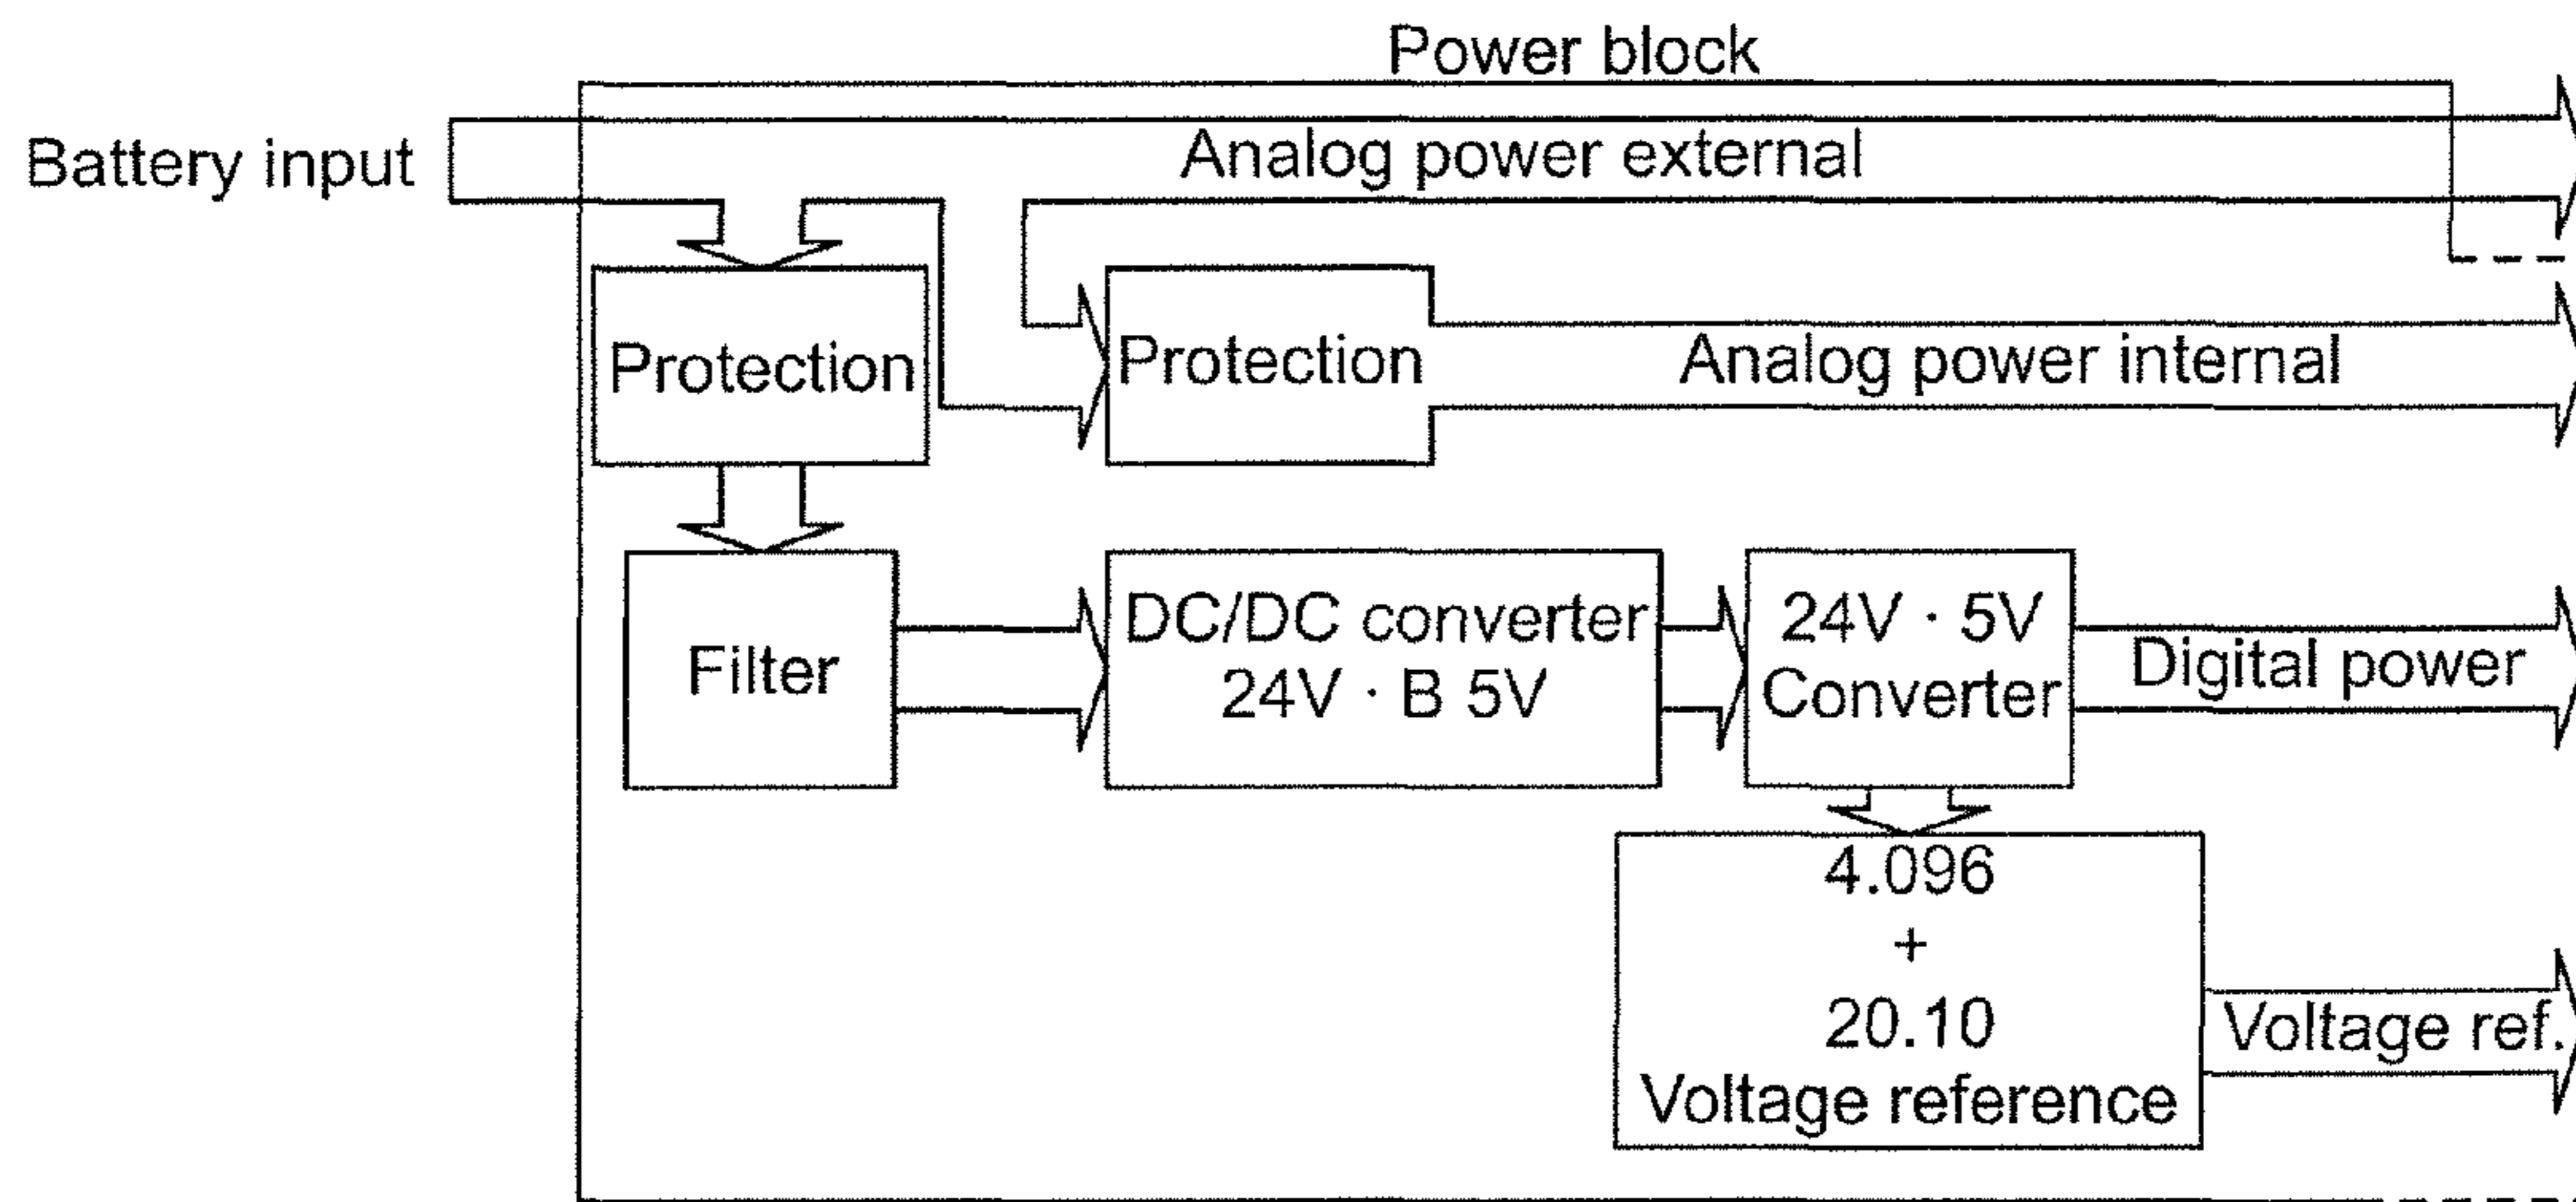 Power block
Battery input
Analog power external
Protection
Protection
Analog power internal
Filter
DC/DC converter
24V · B 5V
24V · 5V
Converter
Digital power
4.096
+
20.10
Voltage reference
Voltage ref.